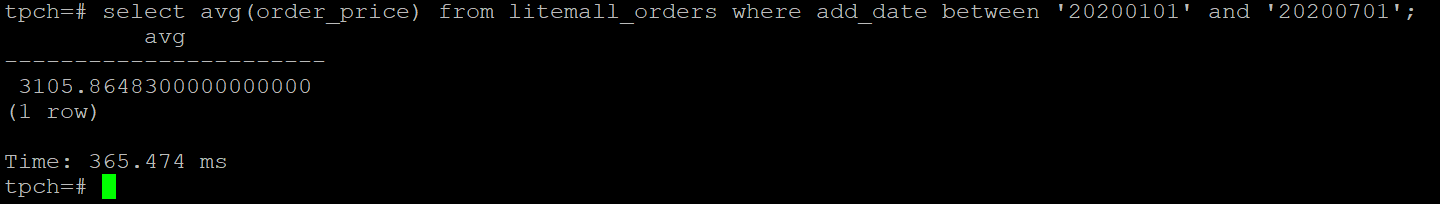 tpch=# select avg(order_price) from litemall_orders where add_date between '20200101' and '20200701';
avg
-----------------------
3105.8648300000000000
(1 row)
Time: 365.474 ms
tpch=#